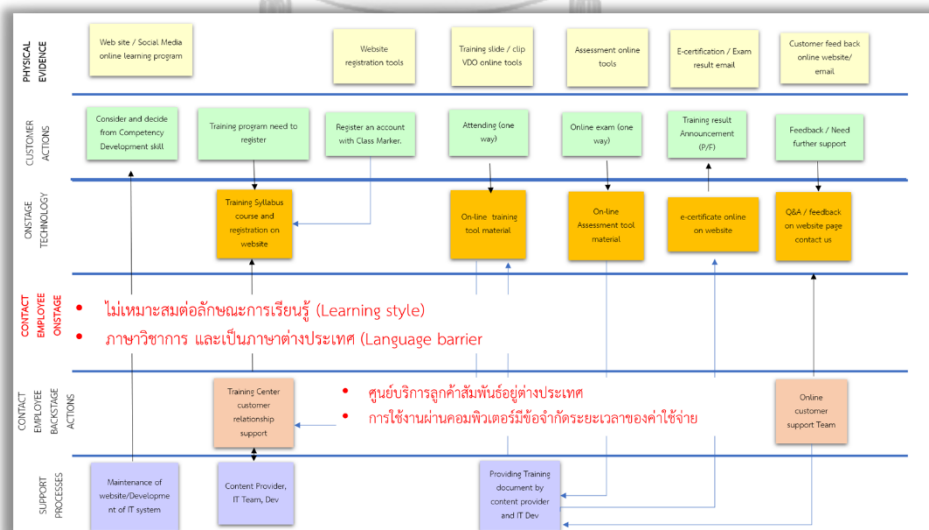 PHYSICAL
EVIDENCE
Web site / Social Media
online learning program
Website
registration tools
Training slide / clip
VDO online tools
Assessment online
tools
E-certification / Exam
result email
Customer feed back
online website/
email
CUSTOMER
ACTIONS
Consider and decide
from Competency
Development skill
Training program need to
register
Register an account
with Class Marker.
Attending (one
way)
Online exam (one
way)
Training result
Announcement
(P/F)
Feedback / Need
further support
ONSTAGE
TECHNOLOGY
Training Syllabus
course and
registration on
website
On-line training
tool material
On-line
Assessment tool
material
e-certificate online
on website
Q&A / feedback
on website page
contact us
CONTACT
EMPLOYEE
ONSTAGE
• ไม่เหมาะสมต่อลักษณะการเรียนรู้ (Learning style)
• ภาษาวิชาการ และเป็นภาษาต่างประเทศ (Language barrier
CONTACT
EMPLOYEE
BACKSTAGE
ACTIONS
Training Center
customer
relationship
support
• ศูนย์บริการลูกค้าสัมพันธ์อยู่ต่างประเทศ
• การใช้งานผ่านคอมพิวเตอร์มีข้อจำกัดระยะเวลาของค่าใช้จ่าย
Online
customer
support Team
SUPPORT
PROCESSES
Maintenance of
website/Developme
nt of IT system
Content Provider,
IT Team, Dev
Providing Training
document by
content provider
and IT Dev